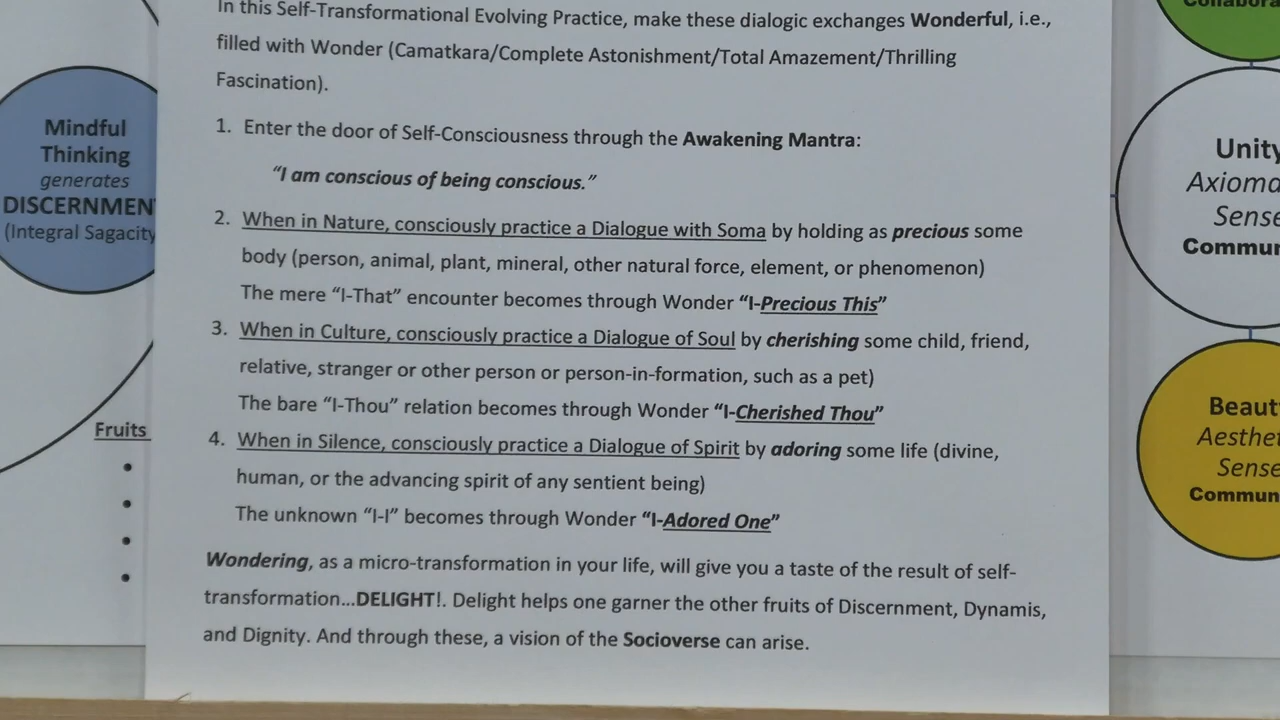 In this Self-Transformational Evolving Practice, make these dialogic exchanges Wonderful, i.e.,
filled with Wonder (Camatkara/Complete Astonishment/Total Amazement/Thrilling
Fascination).
1. Enter the door of Self-Consciousness through the Awakening Mantra:
"I am conscious of being conscious."
2. When in Nature, consciously practice a Dialogue with Soma by holding as precious some
body (person, animal, plant, mineral, other natural force, element, or phenomenon)
The mere "I-That" encounter becomes through Wonder "I-Precious This"
3. When in Culture, consciously practice a Dialogue of Soul by cherishing some child, friend,
relative, stranger or other person or person-in-formation, such as a pet)
The bare "I-Thou" relation becomes through Wonder "I-Cherished Thou"
4. When in Silence, consciously practice a Dialogue of Spirit by adoring some life (divine,
human, or the advancing spirit of any sentient being)
The unknown "I-I" becomes through Wonder "I-Adored One"
Wondering, as a micro-transformation in your life, will give you a taste of the result of self-
transformation...DELIGHT!. Delight helps one garner the other fruits of Discernment, Dynamis,
and Dignity. And through these, a vision of the Socioverse can arise.
Mindful
Thinking
generates
DISCERNMEN
(Integral Sagacity
Fruits
Collabora
Unity
Axioma
Sense
Commun
Beaut
Aesthe
Sense
Commun